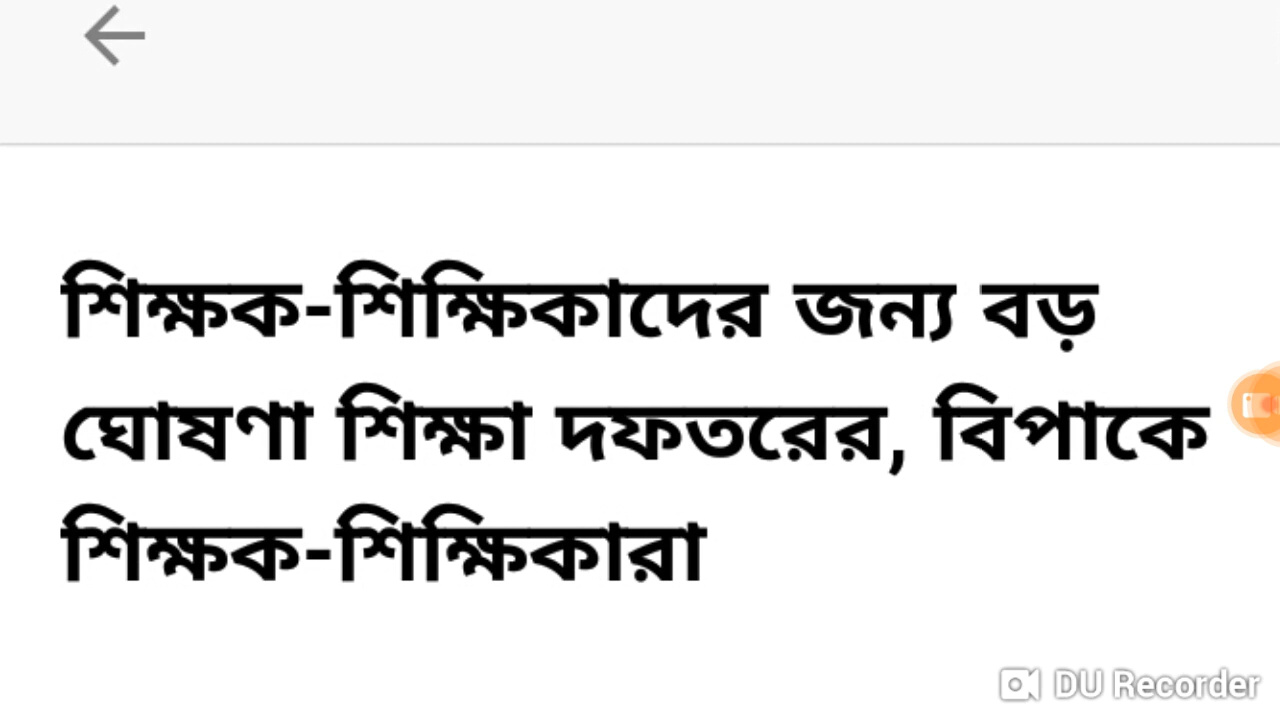 শিক্ষক-শিক্ষিকাদের জন্য বড়
ঘোষণা শিক্ষা দফতরের, বিপাকে
শিক্ষক-শিক্ষিকারা
DU Recorder